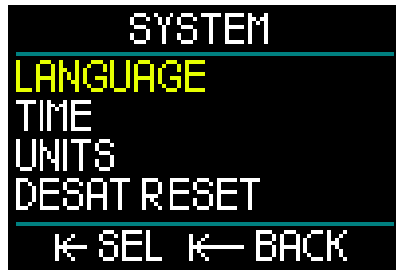 SYSTEM
LANGUAGE
TIME
UNITS
DESAT RESET
SEL BACK